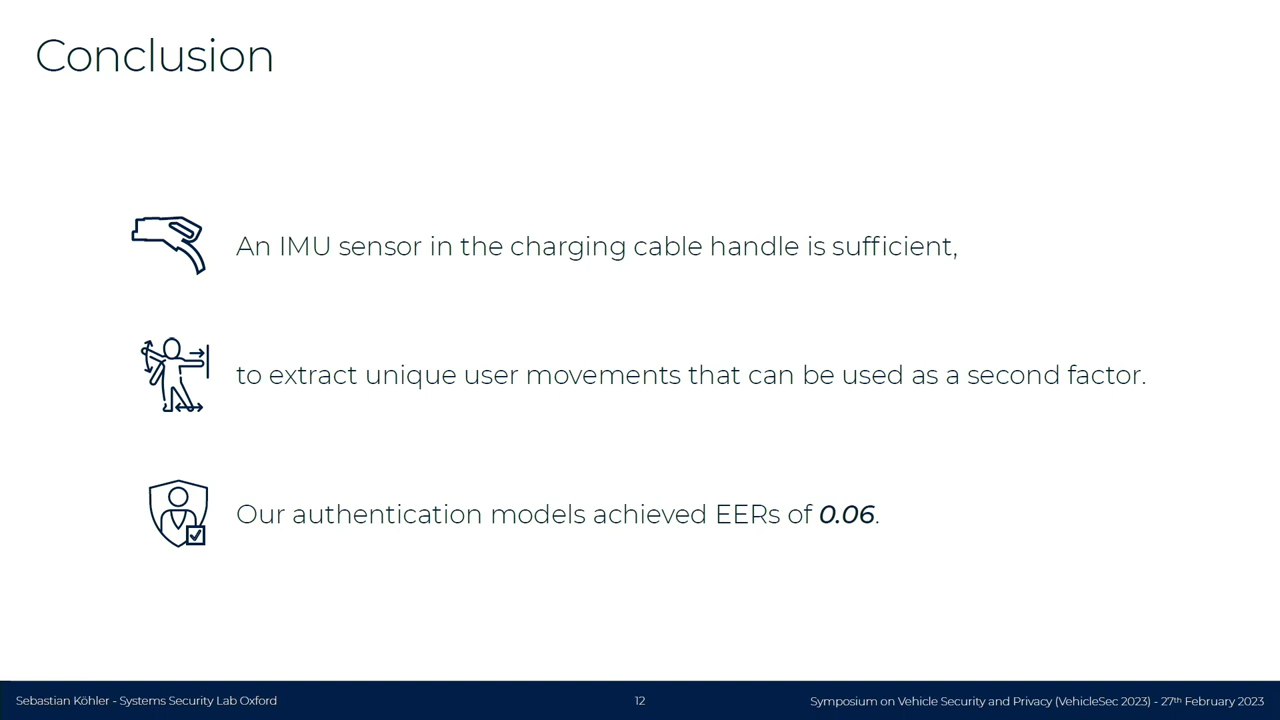 Conclusion
An IMU sensor in the charging cable handle is sufficient,
to extract unique user movements that can be used as a second factor.
Our authentication models achieved EERs of 0.06.
Sebastian Köhler - Systems Security Lab Oxford
12
Symposium on Vehicle Security and Privacy (VehicleSec 2023) - 27th February 2023